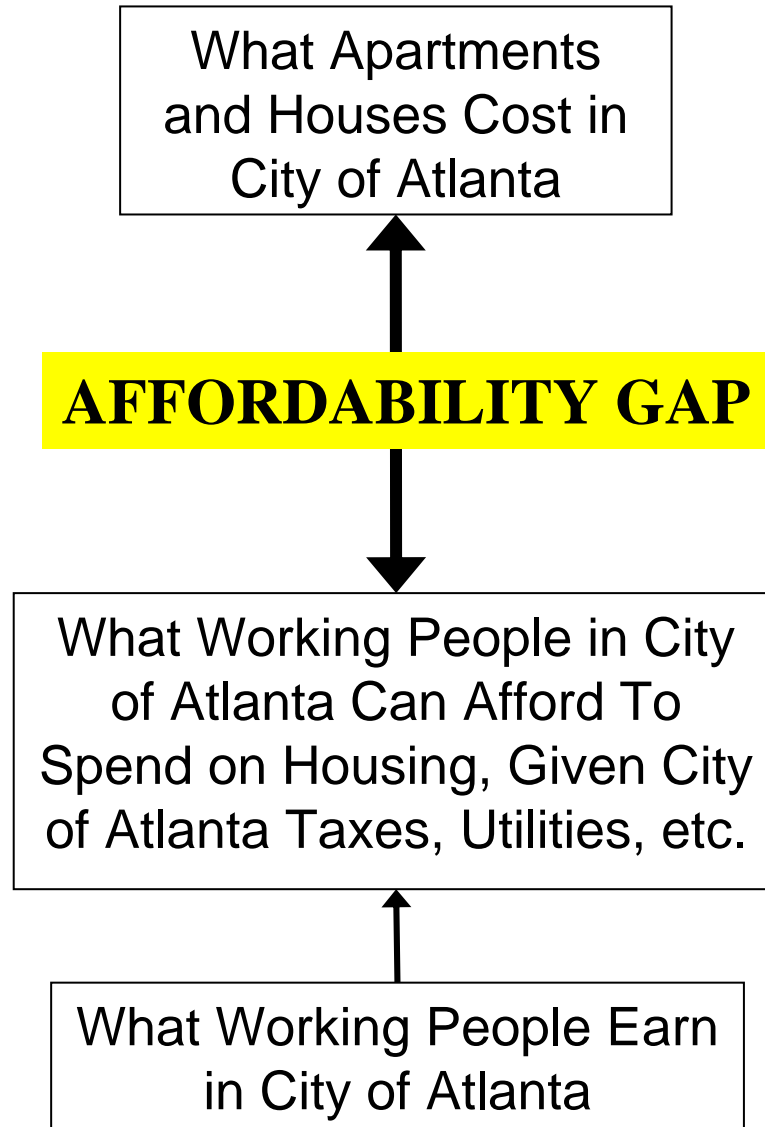 What Apartments
and Houses Cost in
City of Atlanta
AFFORDABILITY GAP
What Working People in City
of Atlanta Can Afford To
Spend on Housing, Given City
of Atlanta Taxes, Utilities, etc.
What Working People Earn
in City of Atlanta